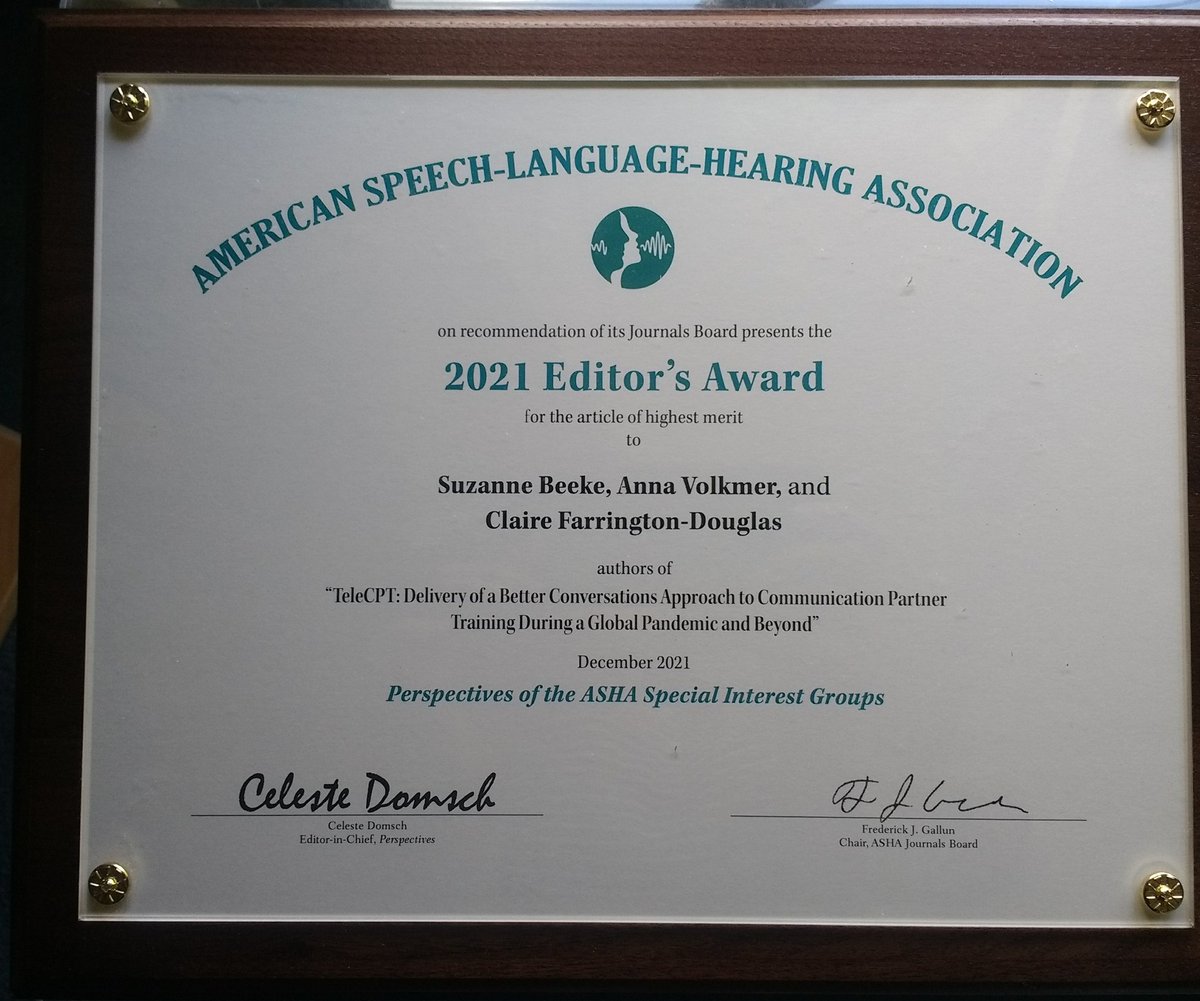 AMERICAN SPEECH-LANGUAGE-HEARING ASSOCIATION
on recommendation of its Journals Board presents the
2021 Editor’s Award
for the article of highest merit
to
Suzanne Beeke, Anna Volkmer, and
Claire Farrington-Douglas
authors of
“TeleCPT: Delivery of a Better Conversations Approach to Communication Partner
Training During a Global Pandemic and Beyond”
December 2021
Perspectives of the ASHA Special Interest Groups
Celeste Domsch
Celeste Domsch
Editor-in-Chief, Perspectives
Frederick J. Gallun
Chair, ASHA Journals Board